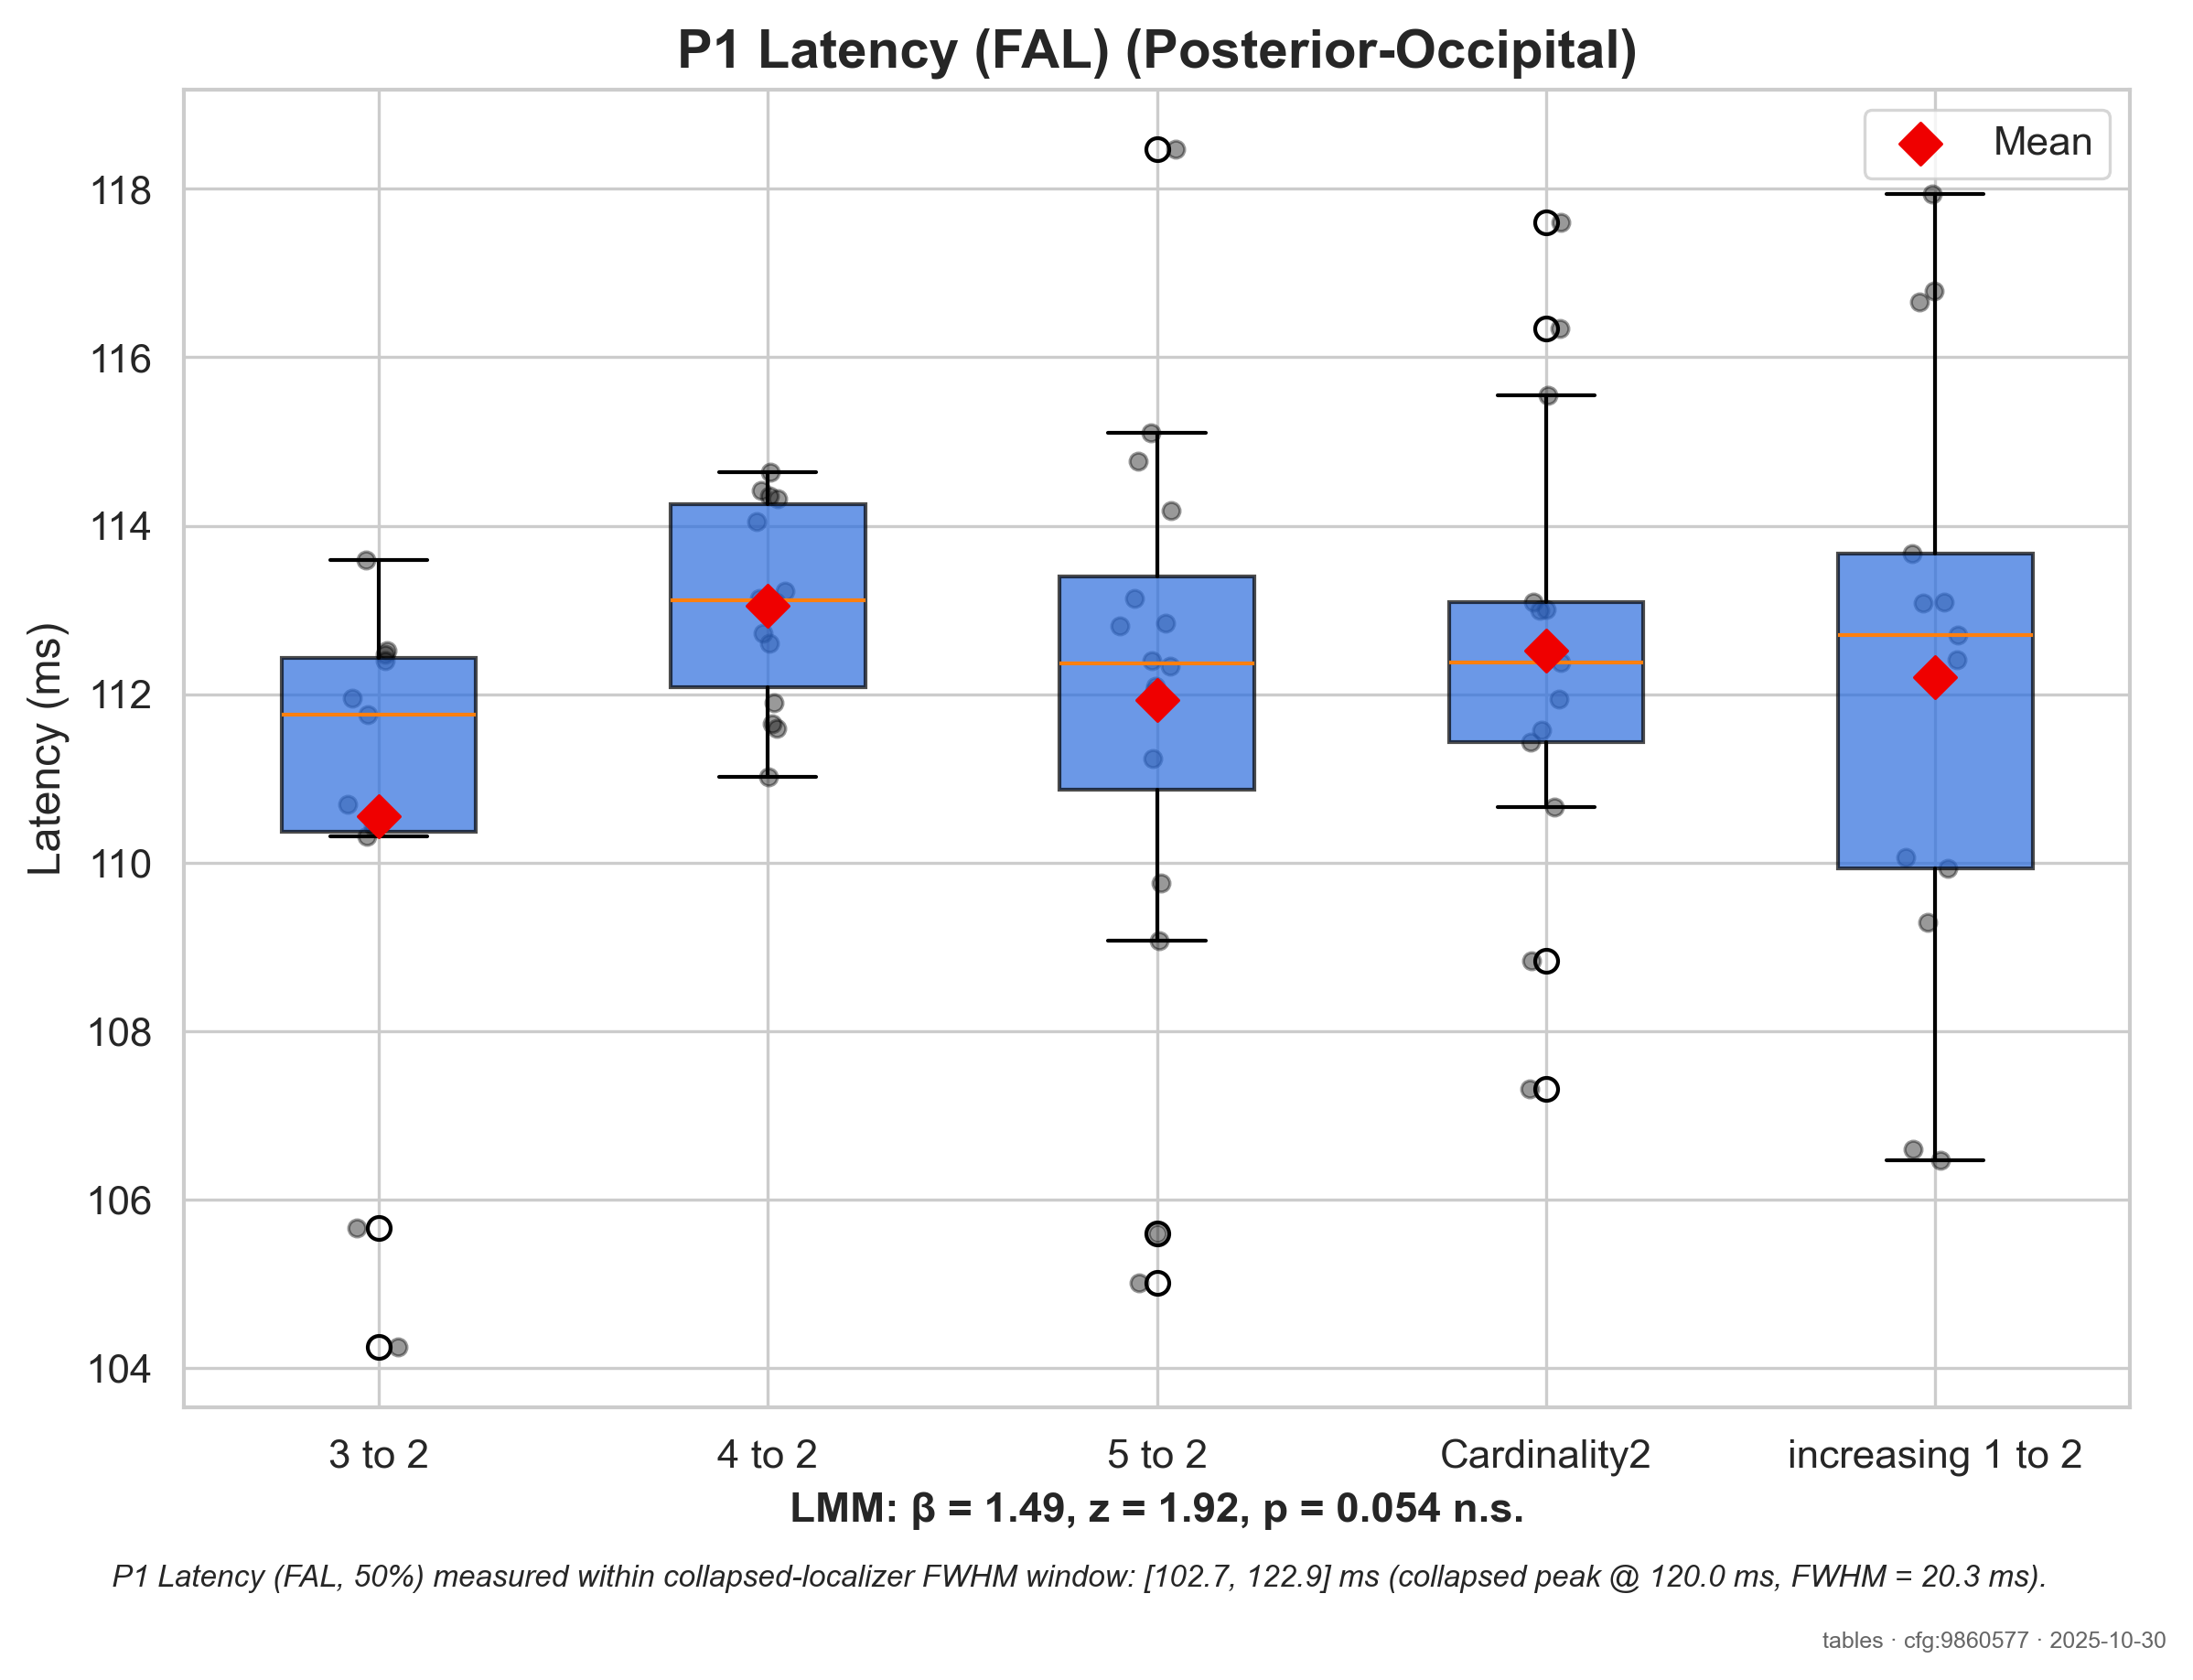 P1 Latency (FAL) (Posterior-Occipital)
Mean
118
116
114
112
110
108
106
104
Latency (ms)
3 to 2
4 to 2
5 to 2
Cardinality2
increasing 1 to 2
LMM: β = 1.49, z = 1.92, p = 0.054 n.s.
P1 Latency (FAL, 50%) measured within collapsed-localizer FWHM window: [102.7, 122.9] ms (collapsed peak @ 120.0 ms, FWHM = 20.3 ms).
tables · cfg:9860577 · 2025-10-30